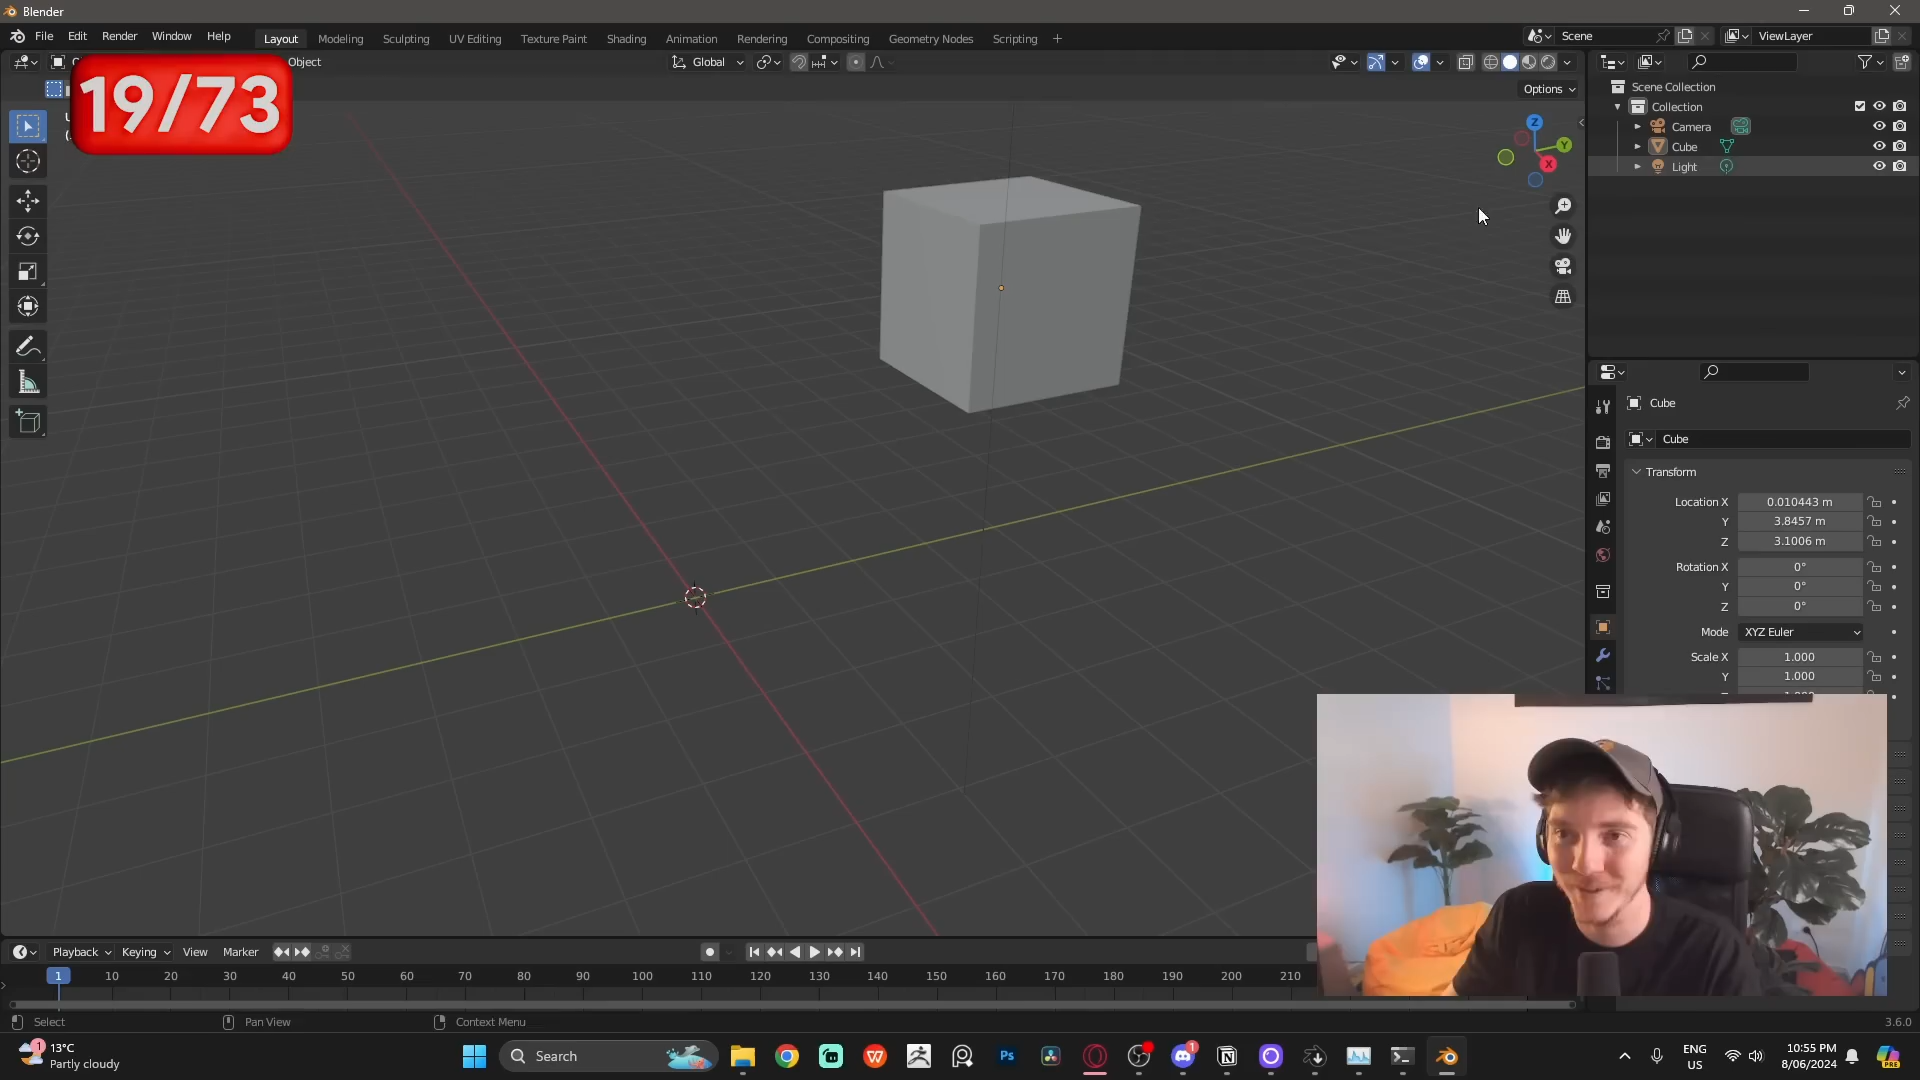 Blender
File Edit Render Window Help Layout Modeling Sculpting UV Editing Texture Paint Shading Animation Rendering Compositing Geometry Nodes Scripting +
Scene
ViewLayer
Object
Global
Options
19/73
Z
Y
X
Scene Collection
Collection
Camera
Cube
Light
Cube
Cube
Transform
Location X 0.010443 m
Y 3.8457 m
Z 3.1006 m
Rotation X 0°
Y 0°
Z 0°
Mode XYZ Euler
Scale X 1.000
Y 1.000
Playback Keying View Marker
1 10 20 30 40 50 60 70 80 90 100 110 120 130 140 150 160 170 180 190 200 210
Select Pan View Context Menu 3.6.0
13°C
Partly cloudy
1
Search
Ps
1
ENG
US
10:55 PM
8/06/2024
PRE